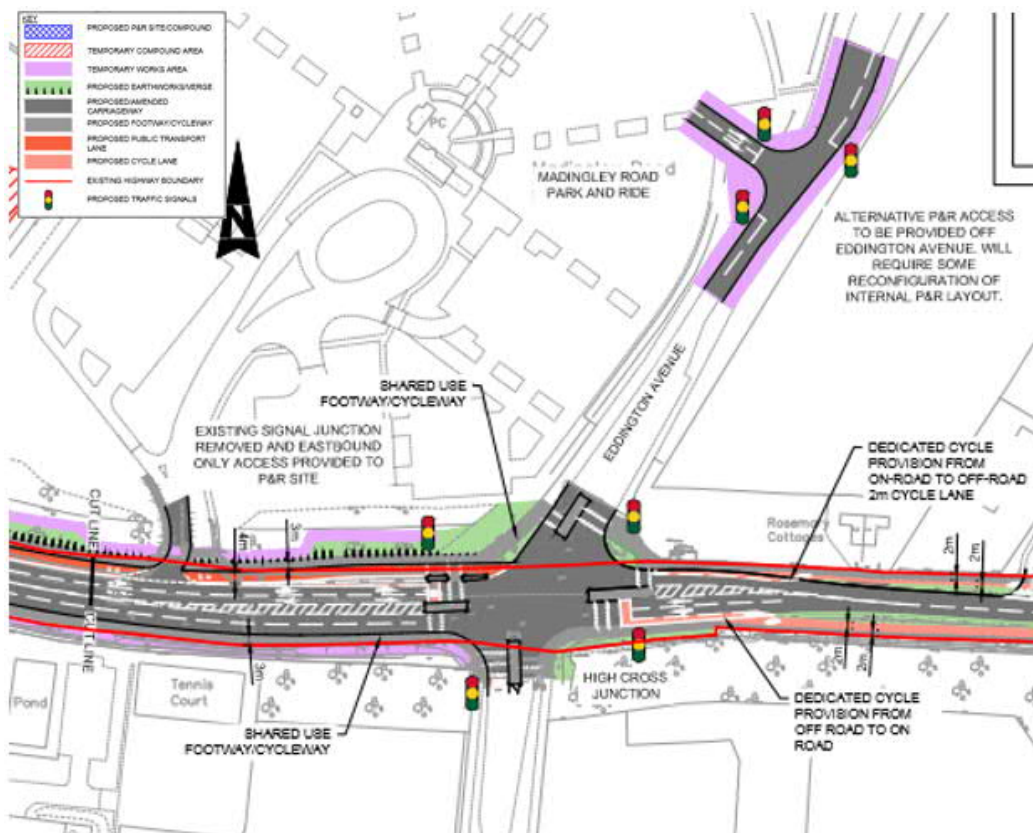 KEY
PROPOSED P&R SITE/COMPOUND
TEMPORARY COMPOUND AREA
TEMPORARY WORKS AREA
PROPOSED EARTHWORKS/VERGE
PROPOSED/AMENDED
CARRIAGEWAY
PROPOSED FOOTWAY/CYCLEWAY
PROPOSED PUBLIC TRANSPORT
LANE
PROPOSED CYCLE LANE
EXISTING HIGHWAY BOUNDARY
PROPOSED TRAFFIC SIGNALS
N
PC
MADINGLEY ROAD
PARK AND RIDE
ALTERNATIVE P&R ACCESS
TO BE PROVIDED OFF
EDDINGTON AVENUE. WILL
REQUIRE SOME
RECONFIGURATION OF
INTERNAL P&R LAYOUT.
EDDINGTON AVENUE
SHARED USE
FOOTWAY/CYCLEWAY
EXISTING SIGNAL JUNCTION
REMOVED AND EASTBOUND
ONLY ACCESS PROVIDED TO
P&R SITE
DEDICATED CYCLE
PROVISION FROM
ON-ROAD TO OFF-ROAD
2m CYCLE LANE
Rosemary
Cottages
CUT LINE
CUT LINE
4m
3m
2m
2m
3m
2m
2m
Pond
Tennis
Court
SHARED USE
FOOTWAY/CYCLEWAY
HIGH CROSS
JUNCTION
DEDICATED CYCLE
PROVISION FROM
OFF ROAD TO ON
ROAD